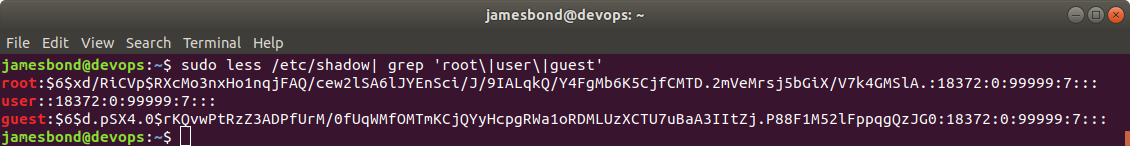 jamesbond@devops: ~
File Edit View Search Terminal Help
jamesbond@devops:~$ sudo less /etc/shadow| grep 'root\|user\|guest'
root:$6$xd/RiCVp$RXcMo3nxHo1nqjFAQ/cew2lSA6lJYEnSci/J/9IALqkQ/Y4FgMb6K5CjfCMTD.2mVeMrsj5bGiX/V7k4GMSlA.:18372:0:99999:7:::
user::18372:0:99999:7:::
guest:$6$d.pSX4.0$rKQvwPtRzZ3ADPfUrM/0fUqWMfOMTmKCjQYyHcpgRWa1oRDMLUzXCTU7uBaA3IItZj.P88F1M52lFppqgQzJG0:18372:0:99999:7:::
jamesbond@devops:~$